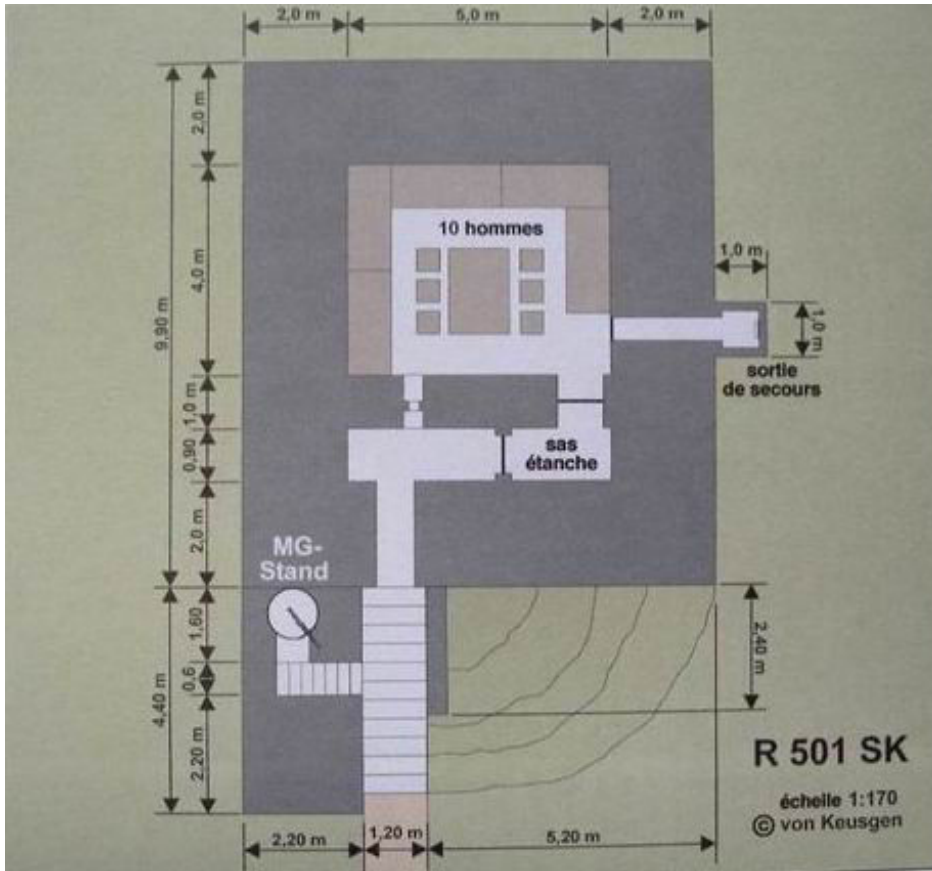 2,0 m
5,0 m
2,0 m
2,0 m
4,0 m
9,90 m
1,0 m
0,90
2,0 m
10 hommes
1,0 m
1,0 m
sortie
de secours
sas
étanche
MG-
Stand
1,60
0,6
4,40 m
2,20 m
2,40 m
R 501 SK
échelle 1:170
© von Keusgen
2,20 m
1,20 m
5,20 m